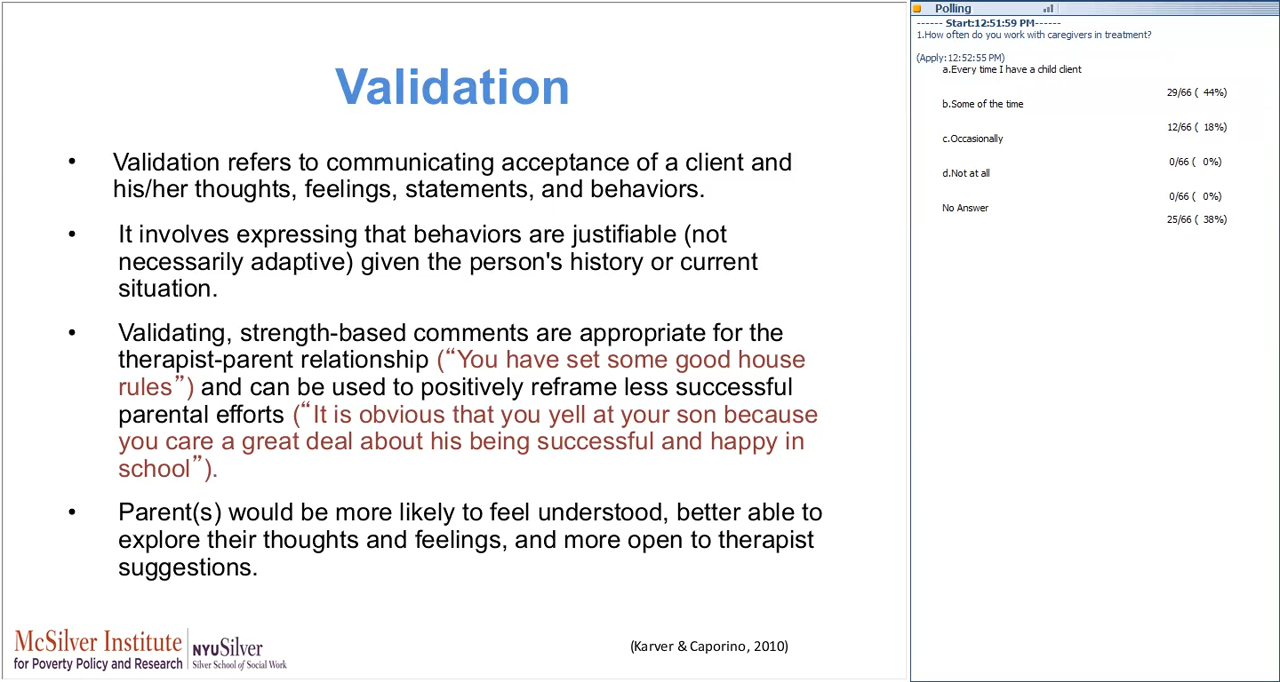 Validation
• Validation refers to communicating acceptance of a client and
his/her thoughts, feelings, statements, and behaviors.
• It involves expressing that behaviors are justifiable (not
necessarily adaptive) given the person's history or current
situation.
• Validating, strength-based comments are appropriate for the
therapist-parent relationship (“You have set some good house
rules”) and can be used to positively reframe less successful
parental efforts (“It is obvious that you yell at your son because
you care a great deal about his being successful and happy in
school”).
• Parent(s) would be more likely to feel understood, better able to
explore their thoughts and feelings, and more open to therapist
suggestions.
McSilver Institute
for Poverty Policy and Research
NYUSilver
Silver School of Social Work
(Karver & Caporino, 2010)
Polling
------ Start:12:51:59 PM------
1.How often do you work with caregivers in treatment?
(Apply:12:52:55 PM)
a.Every time I have a child client
29/66 ( 44%)
b.Some of the time
12/66 ( 18%)
c.Occasionally
0/66 ( 0%)
d.Not at all
0/66 ( 0%)
No Answer
25/66 ( 38%)